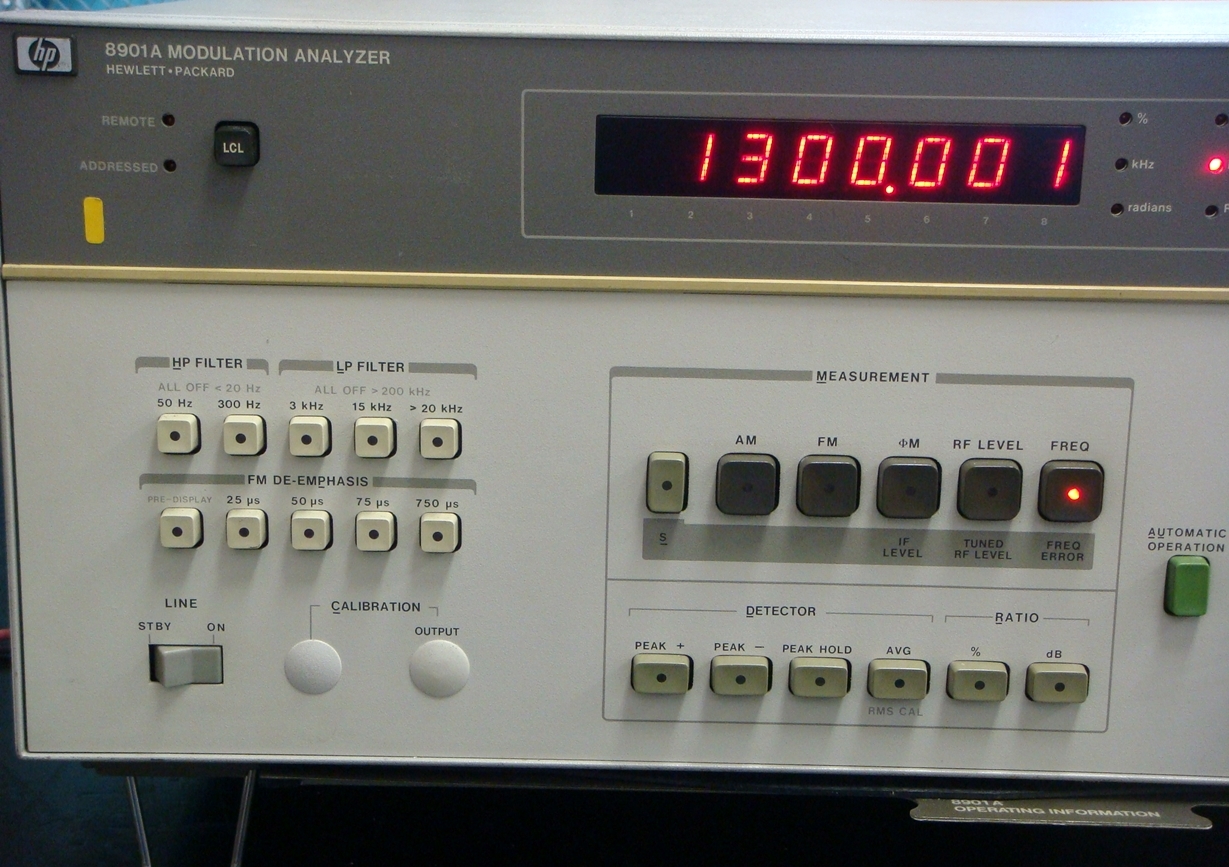 hp
8901A MODULATION ANALYZER
HEWLETT•PACKARD
REMOTE
LCL
ADDRESSED
1300.001
1 2 3 4 5 6 7 8
%
kHz
radians
HP FILTER
LP FILTER
ALL OFF < 20 Hz
ALL OFF > 200 kHz
50 Hz 300 Hz 3 kHz 15 kHz > 20 kHz
FM DE-EMPHASIS
PRE-DISPLAY 25 µs 50 µs 75 µs 750 µs
LINE
STBY ON
CALIBRATION
OUTPUT
MEASUREMENT
AM FM ΦM RF LEVEL FREQ
S
IF LEVEL
TUNED RF LEVEL
FREQ ERROR
AUTOMATIC
OPERATION
DETECTOR
RATIO
PEAK + PEAK − PEAK HOLD AVG % dB
RMS CAL
8901A
OPERATING INFORMATION